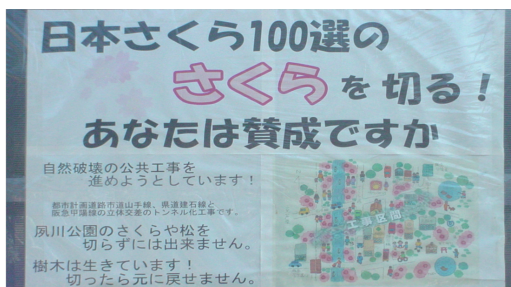 日本さくら100選の
さくらを切る!
あなたは賛成ですか
自然破壊の公共工事を
進めようとしています!
都市計画道路市道山手線、県道建石線と
阪急甲陽線の立体交差のトンネル化工事です。
夙川公園のさくらや松を
切らずには出来ません。
樹木は生きています!
切ったら元に戻せません。
工事区間